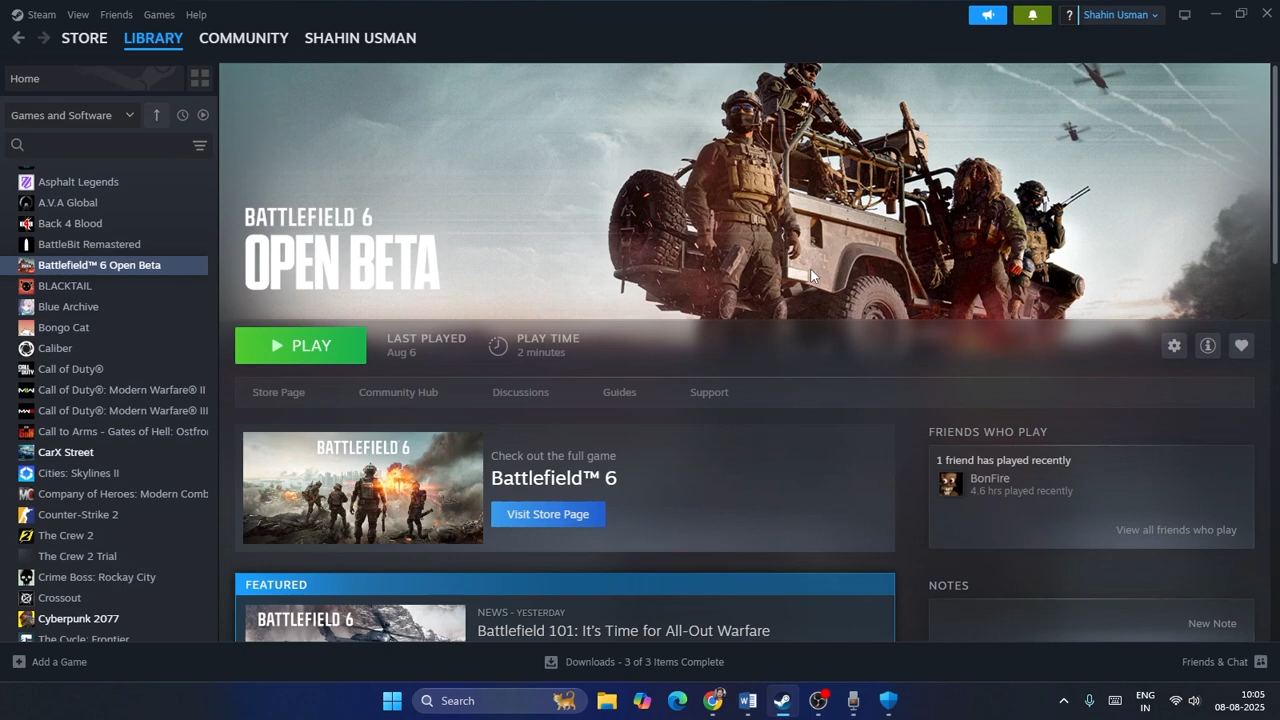 Steam View Friends Games Help
? Shahin Usman
STORE LIBRARY COMMUNITY SHAHIN USMAN
Home
Games and Software
Asphalt Legends
A.V.A Global
Back 4 Blood
BattleBit Remastered
Battlefield™ 6 Open Beta
BLACKTAIL
Blue Archive
Bongo Cat
Caliber
Call of Duty®
Call of Duty®: Modern Warfare® II
Call of Duty®: Modern Warfare® III
Call to Arms - Gates of Hell: Ostfro
CarX Street
Cities: Skylines II
Company of Heroes: Modern Comb
Counter-Strike 2
The Crew 2
The Crew 2 Trial
Crime Boss: Rockay City
Crossout
Cyberpunk 2077
The Cycle: Frontier
BATTLEFIELD 6
OPEN BETA
PLAY
LAST PLAYED
Aug 6
PLAY TIME
2 minutes
Store Page Community Hub Discussions Guides Support
BATTLEFIELD 6
Check out the full game
Battlefield™ 6
Visit Store Page
FEATURED
BATTLEFIELD 6
NEWS - YESTERDAY
Battlefield 101: It's Time for All-Out Warfare
FRIENDS WHO PLAY
1 friend has played recently
BonFire
4.6 hrs played recently
View all friends who play
NOTES
New Note
Add a Game
Downloads - 3 of 3 Items Complete
Friends & Chat
Search
ENG
IN
10:05
08-08-2025